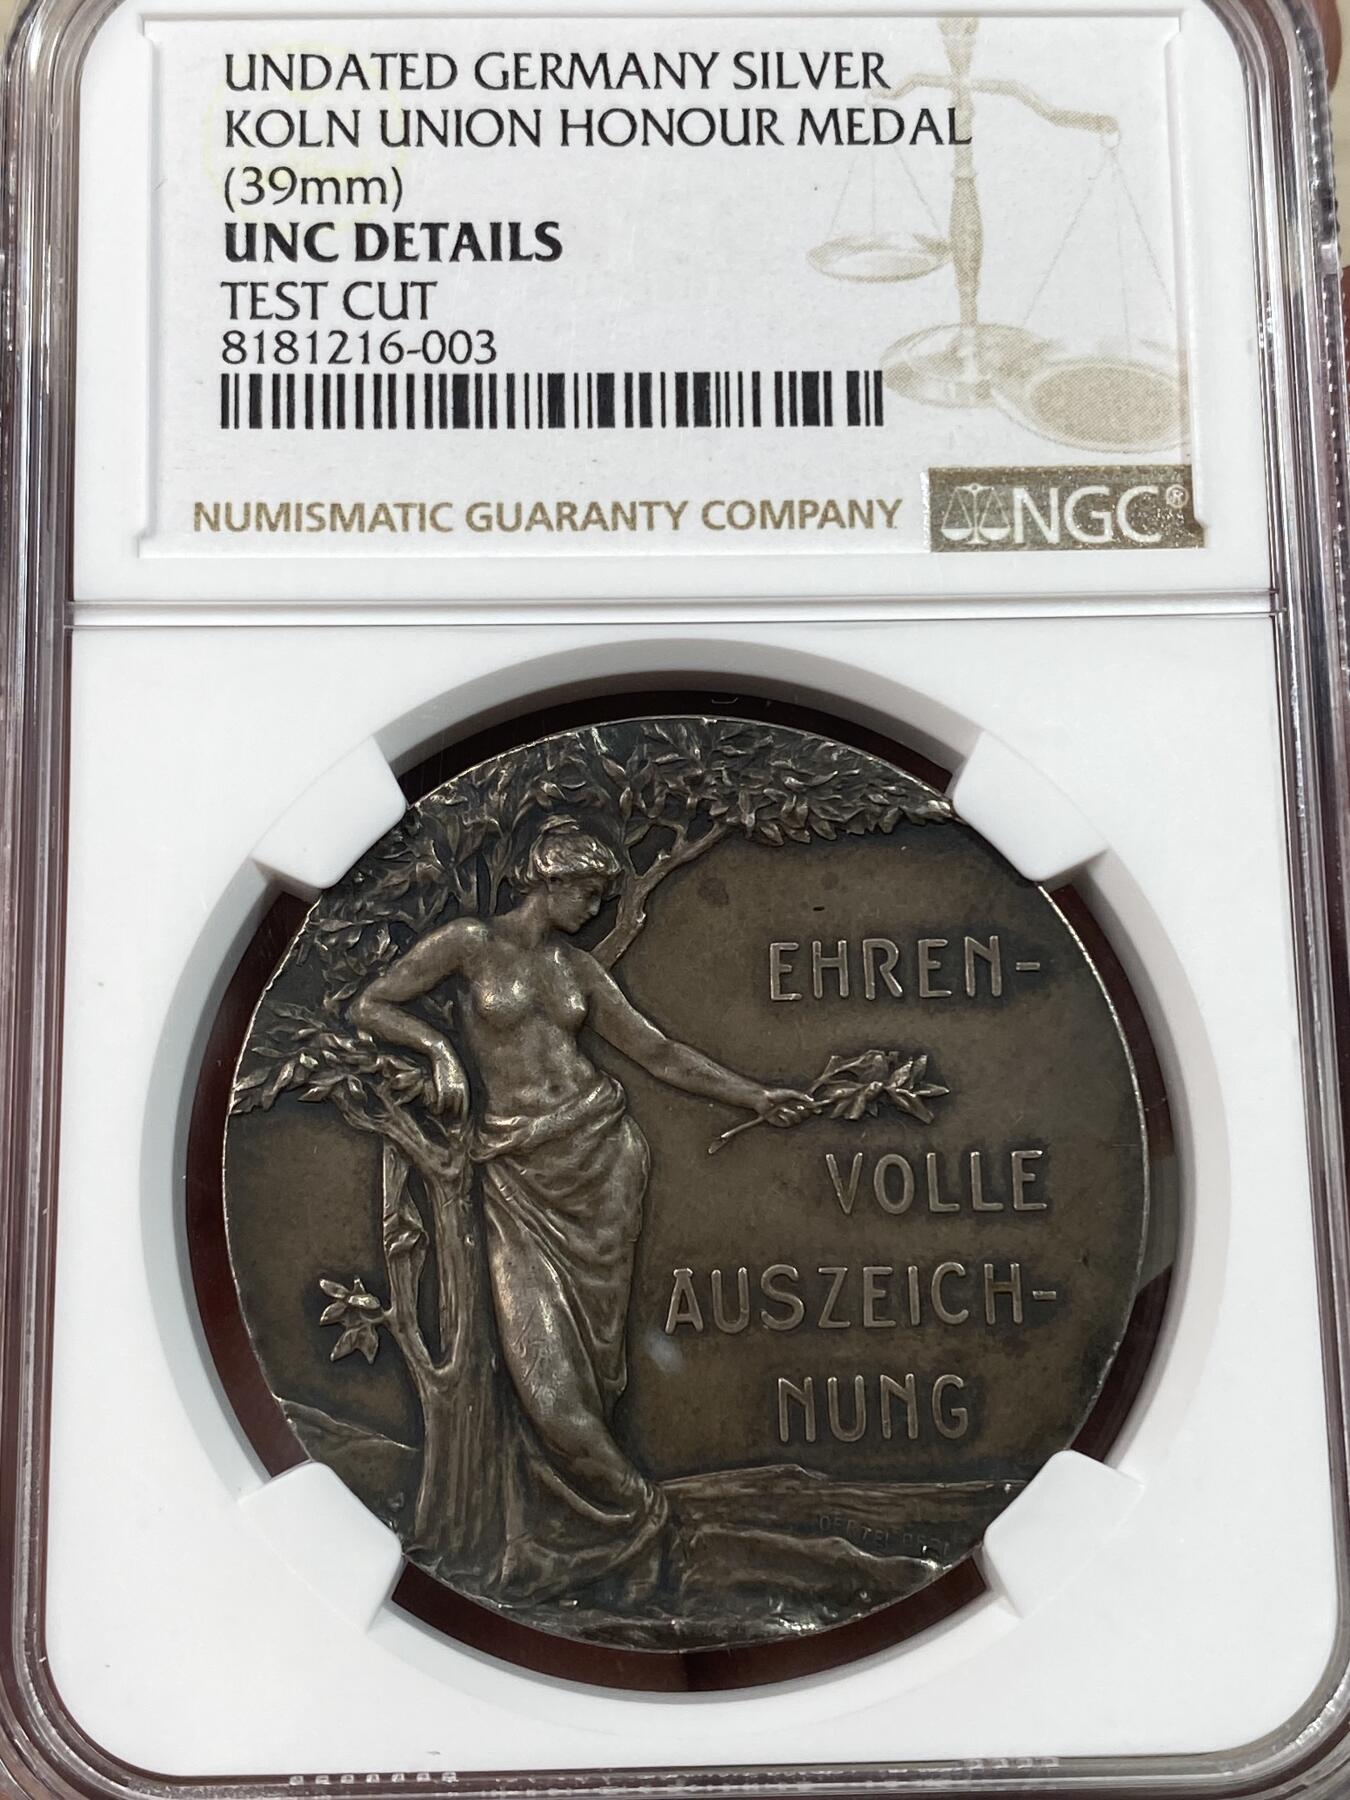 UNDATED GERMANY SILVER
KOLN UNION HONOUR MEDAL
(39mm)
UNC DETAILS
TEST CUT
8181216-003
NUMISMATIC GUARANTY COMPANY
NGC®
EHREN-
VOLLE
AUSZEICH-
NUNG
OERTEL